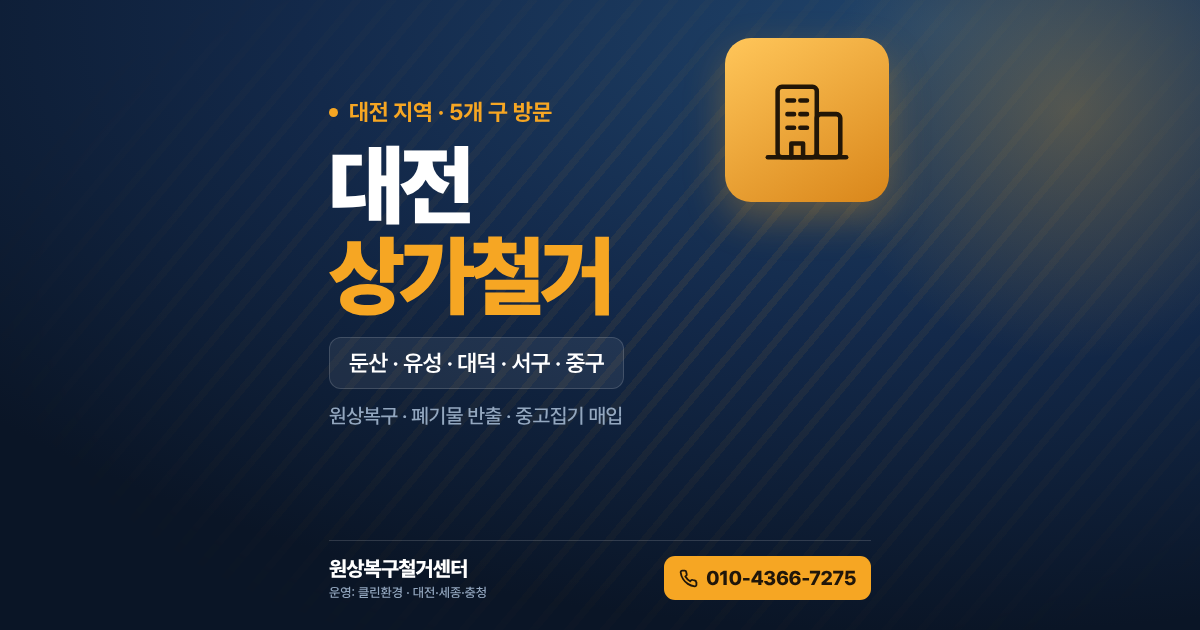 대전 지역 · 5개 구 방문
대전
상가철거
둔산 · 유성 · 대덕 · 서구 · 중구
원상복구 · 폐기물 반출 · 중고집기 매입
원상복구철거센터
운영: 클린환경 · 대전·세종·충청
010-4366-7275